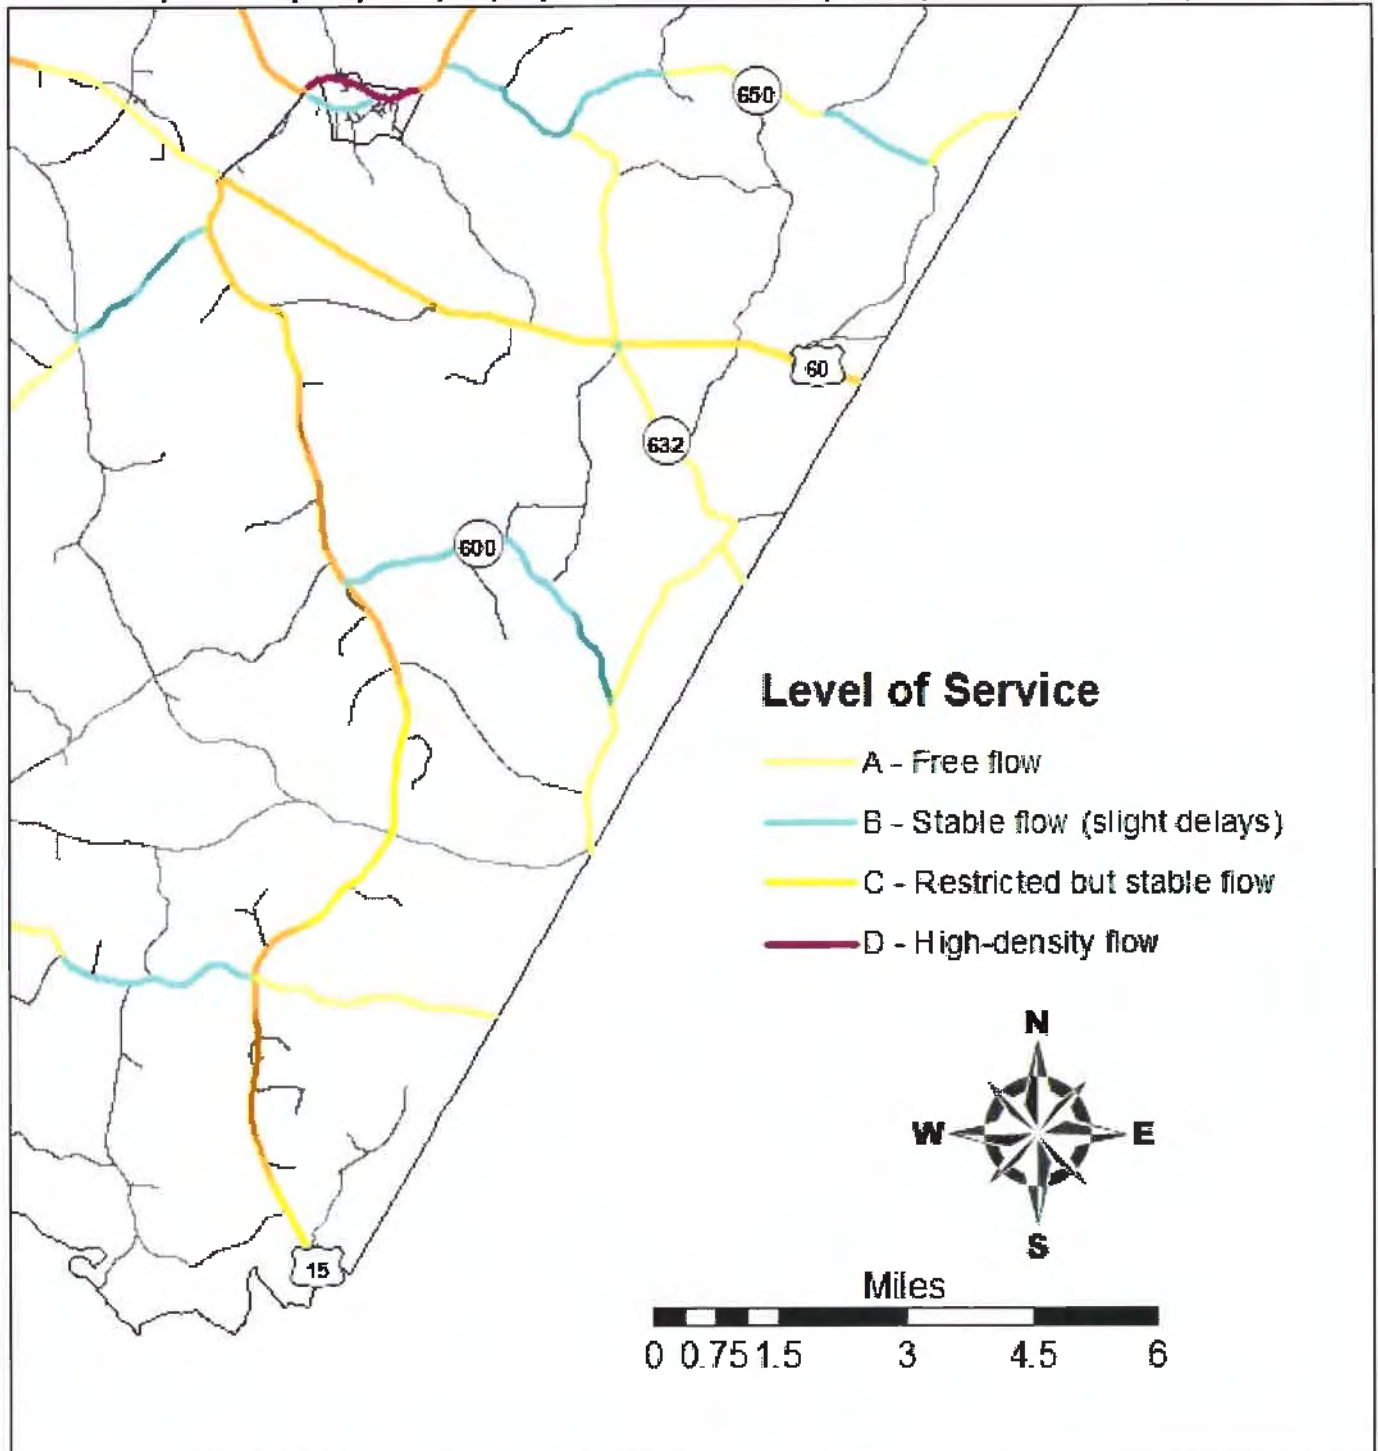 650
60
632
600
Level of Service
A - Free flow
B - Stable flow (slight delays)
C - Restricted but stable flow
D - High-density flow
N
W E
S
15
Miles
0 0.75 1.5 3 4.5 6